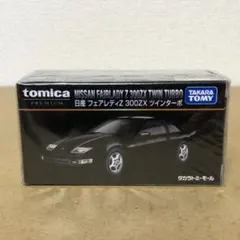 tomica
PREMIUM
NISSAN FAIRLADY Z 300ZX TWIN TURBO
日産 フェアレディZ 300ZX ツインターボ
TAKARA TOMY
タカラトミーモール